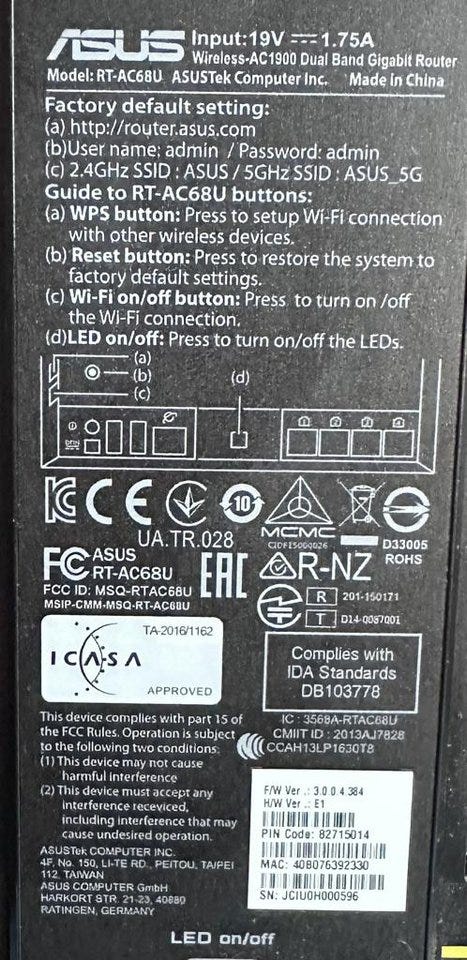 ASUS Input:19V 1.75A
Wireless-AC1900 Dual Band Gigabit Router
Model: RT-AC68U ASUSTek Computer Inc. Made in China
Factory default setting:
(a) http://router.asus.com
(b)User name: admin / Password: admin
(c) 2.4GHz SSID : ASUS / 5GHz SSID : ASUS_5G
Guide to RT-AC68U buttons:
(a) WPS button: Press to setup Wi-Fi connection
with other wireless devices.
(b) Reset button: Press to restore the system to
factory default settings.
(c) Wi-Fi on/off button: Press to turn on /off
the Wi-Fi connection.
(d)LED on/off: Press to turn on/off the LEDs.
(a)
(b)
(c)
(d)
1 2 3 4
DCIN
CE
10
UA.TR.028
MCMC
CIDF15000026
D33005
ROHS
FC ASUS
RT-AC68U
FCC ID: MSQ-RTAC68U
MSIP-CMM-MSQ-RT-AC68U
EAC
R-NZ
R 201-150171
T D14-0087001
TA-2016/1162
ICASA
APPROVED
Complies with
IDA Standards
DB103778
This device complies with part 15 of
the FCC Rules. Operation is subject
to the following two conditions:
(1) This device may not cause
harmful interference
(2) This device must accept any
interference receviced,
including interference that may
cause undesired operation.
IC : 3568A-RTAC68U
CMIIT ID : 2013AJ7828
CCAH13LP1630T8
ASUSTek COMPUTER INC.
4F, No. 150, LI-TE RD., PEITOU, TAIPEI
112, TAIWAN
ASUS COMPUTER GmbH
HARKORT STR. 21-23, 40880
RATINGEN, GERMANY
F/W Ver .: 3.0.0.4.384
H/W Ver .: E1
PIN Code: 82715014
MAC: 40B076392330
SN: JCIU0H000596
LED on/off